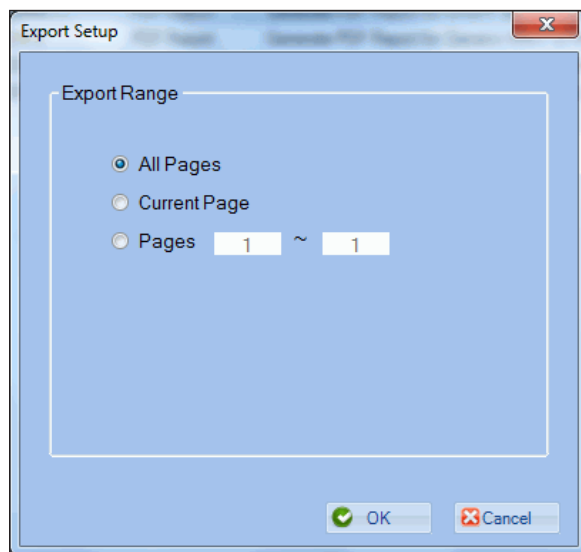 Export Setup
Export Range
All Pages
Current Page
Pages 1 ~ 1
OK Cancel